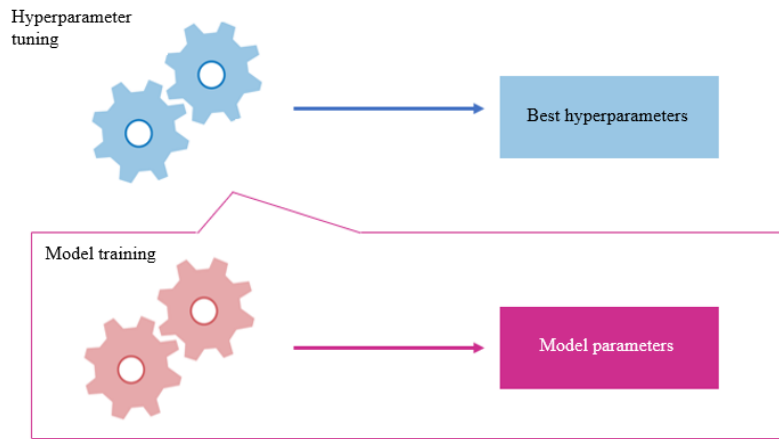 Hyperparameter
tuning
Best hyperparameters
Model training
Model parameters